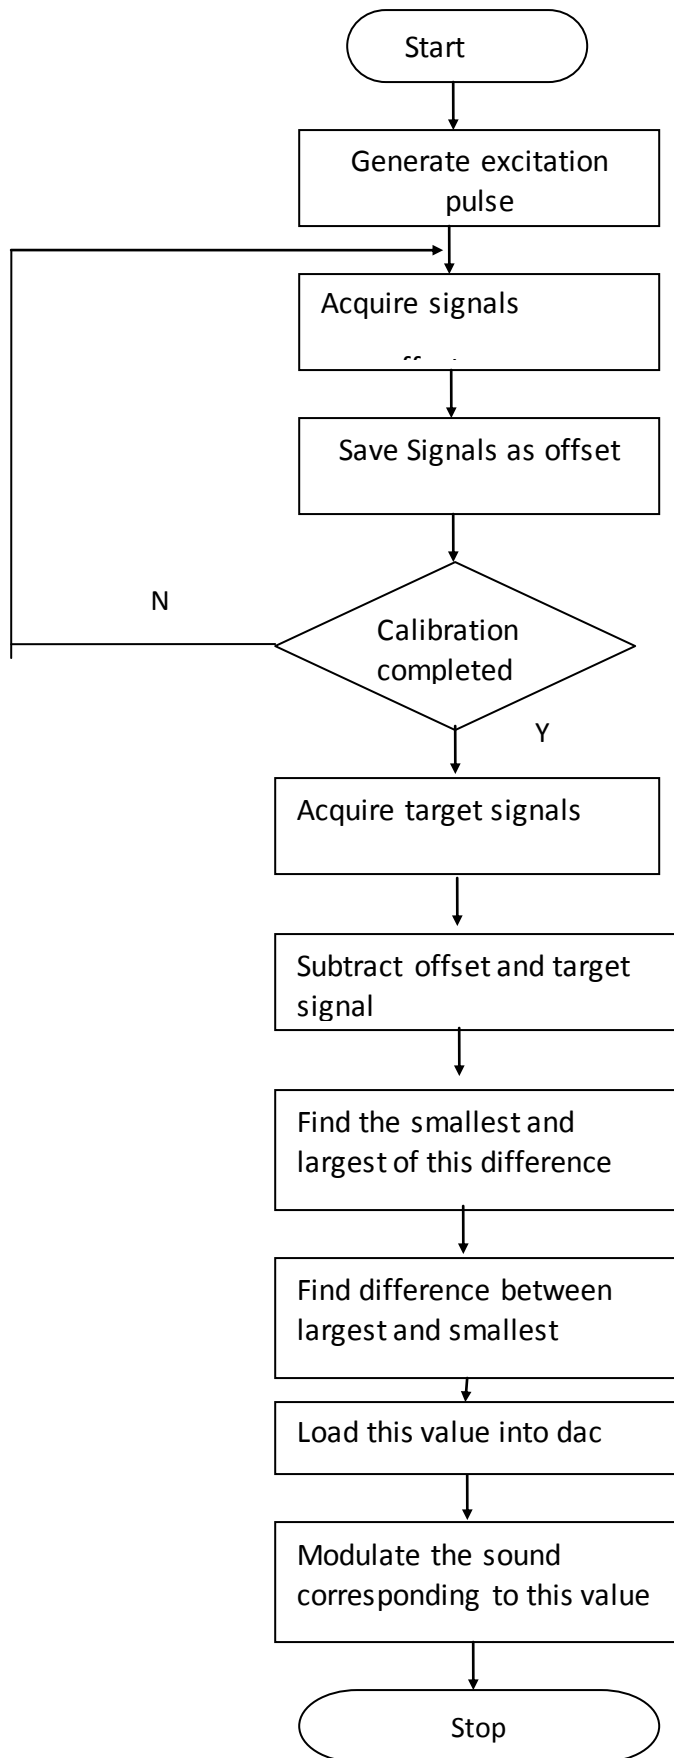 Start
Generate excitation
pulse
Acquire signals
Save Signals as offset
N
Calibration
completed
Y
Acquire target signals
Subtract offset and target
signal
Find the smallest and
largest of this difference
Find difference between
largest and smallest
Load this value into dac
Modulate the sound
corresponding to this value
Stop